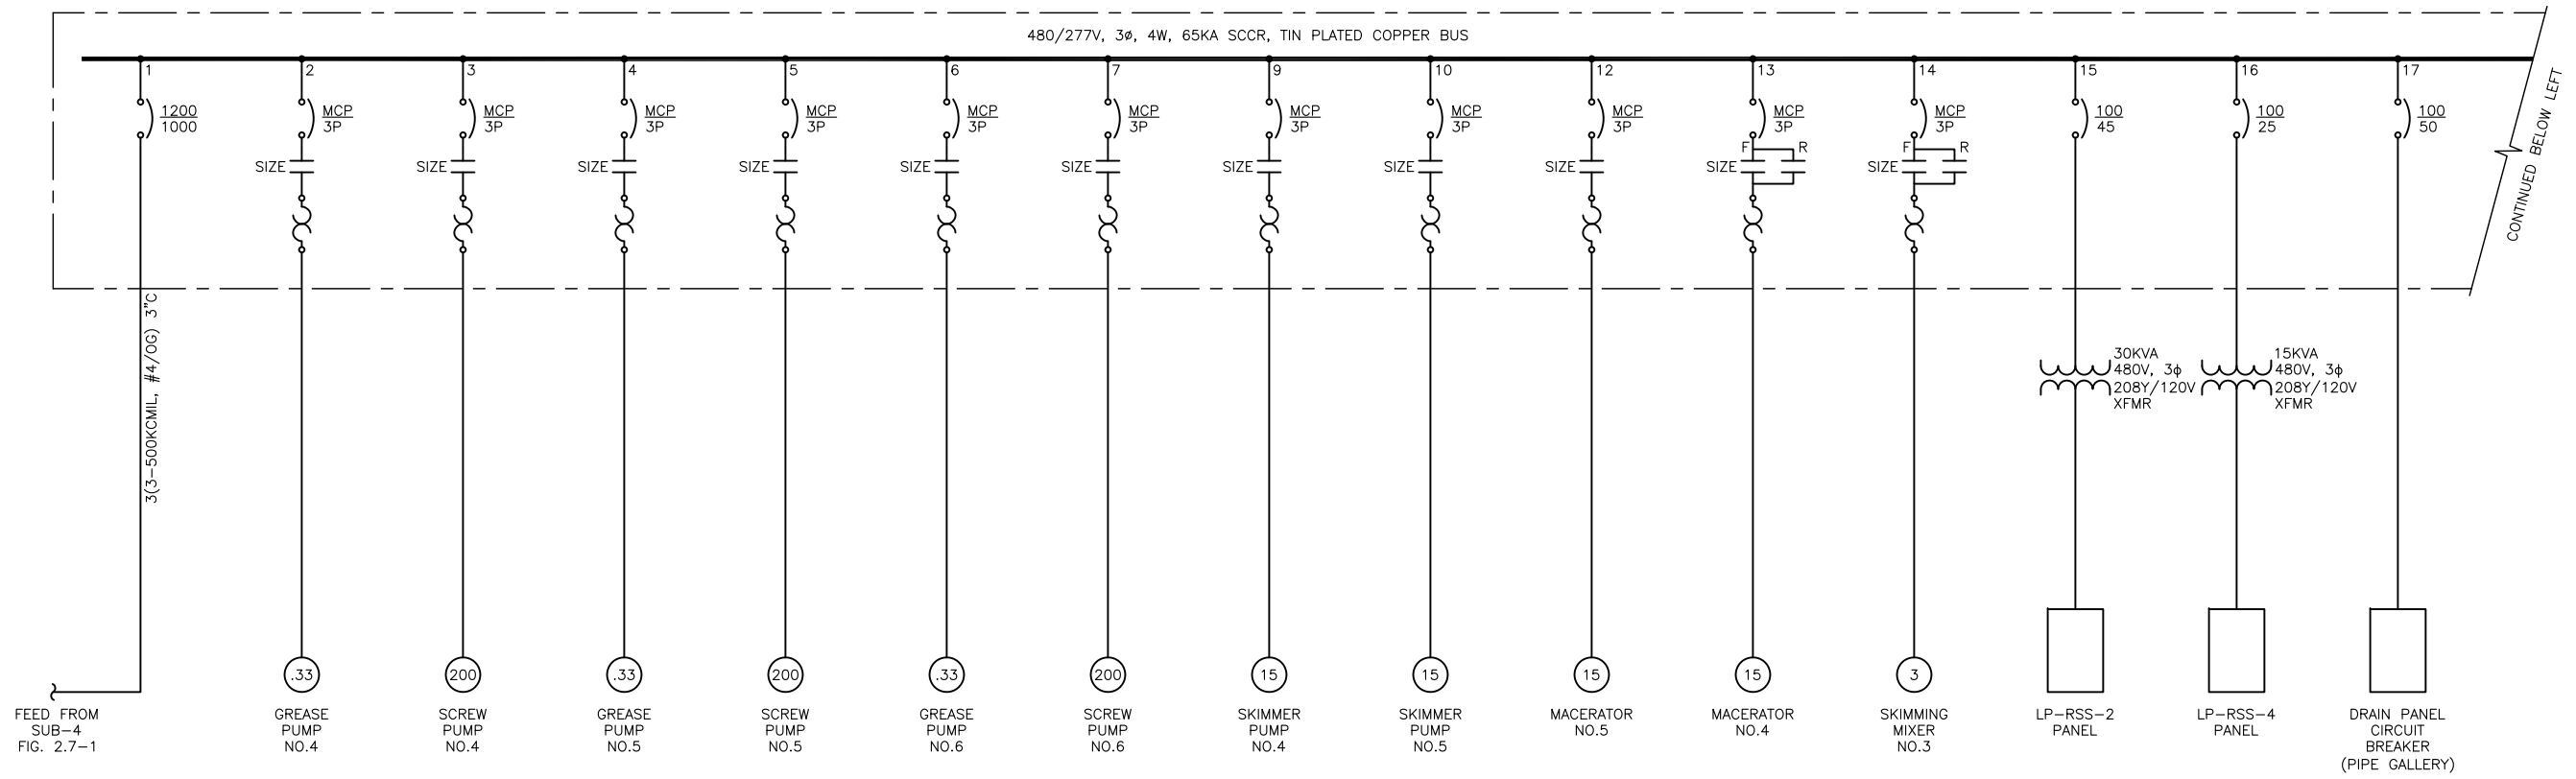 480/277V, 3ø, 4W, 65KA SCCR, TIN PLATED COPPER BUS
1
2
3
4
5
6
7
9
10
12
13
14
15
16
17
1200
1000
MCP
3P
MCP
3P
MCP
3P
MCP
3P
MCP
3P
MCP
3P
MCP
3P
MCP
3P
MCP
3P
MCP
3P
MCP
3P
100
45
100
25
100
50
SIZE
SIZE
SIZE
SIZE
SIZE
SIZE
SIZE
SIZE
SIZE
F
R
SIZE
F
R
SIZE
CONTINUED BELOW LEFT
3(3-500KCMIL, #4/0G) 3"C
30KVA
480V, 3ϕ
208Y/120V
XFMR
15KVA
480V, 3ϕ
208Y/120V
XFMR
.33
200
.33
200
.33
200
15
15
15
15
3
FEED FROM
SUB-4
FIG. 2.7-1
GREASE
PUMP
NO.4
SCREW
PUMP
NO.4
GREASE
PUMP
NO.5
SCREW
PUMP
NO.5
GREASE
PUMP
NO.6
SCREW
PUMP
NO.6
SKIMMER
PUMP
NO.4
SKIMMER
PUMP
NO.5
MACERATOR
NO.5
MACERATOR
NO.4
SKIMMING
MIXER
NO.3
LP-RSS-2
PANEL
LP-RSS-4
PANEL
DRAIN PANEL
CIRCUIT
BREAKER
(PIPE GALLERY)